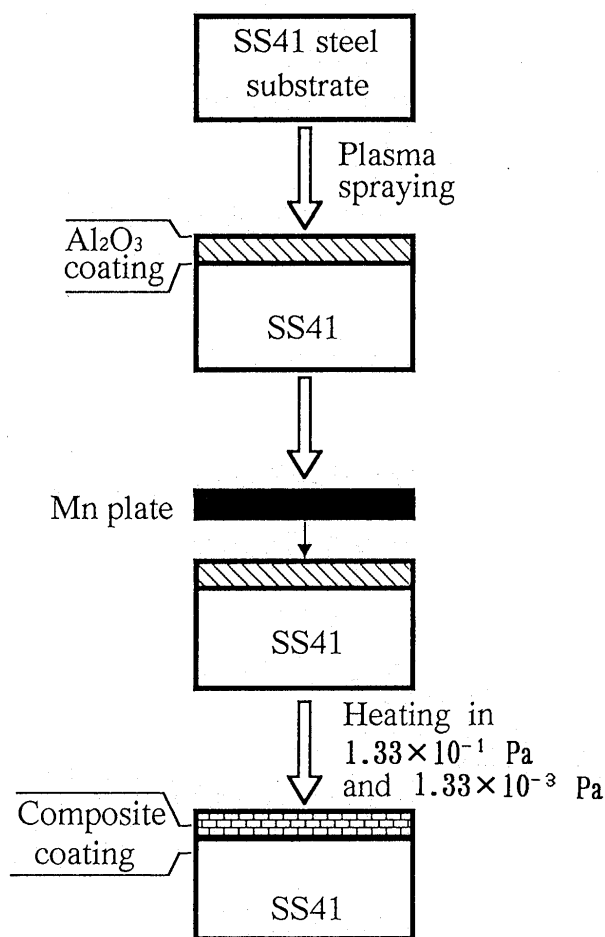 SS41 steel
substrate
Plasma
spraying
Al₂O₃
coating
SS41
Mn plate
SS41
Heating in
1.33×10⁻¹ Pa
and 1.33×10⁻³ Pa
Composite
coating
SS41